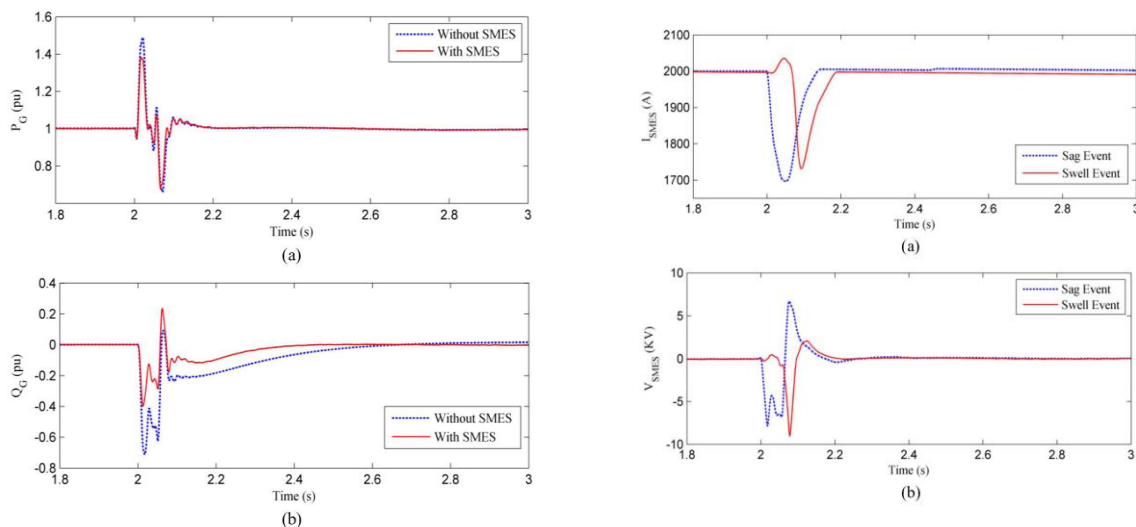 1.6
1.4
1.2
1
0.8
P_G (pu)
Without SMES
With SMES
1.8 2 2.2 2.4 2.6 2.8 3
Time (s)
(a)
0.4
0.2
0
-0.2
-0.4
-0.6
-0.8
Q_G (pu)
Without SMES
With SMES
1.8 2 2.2 2.4 2.6 2.8 3
Time (s)
(b)
2100
2000
1900
1800
1700
1650
I_SMES (A)
Sag Event
Swell Event
1.8 2 2.2 2.4 2.6 2.8 3
Time (s)
(a)
10
5
0
-5
-10
V_SMES (KV)
Sag Event
Swell Event
1.8 2 2.2 2.4 2.6 2.8 3
Time (s)
(b)